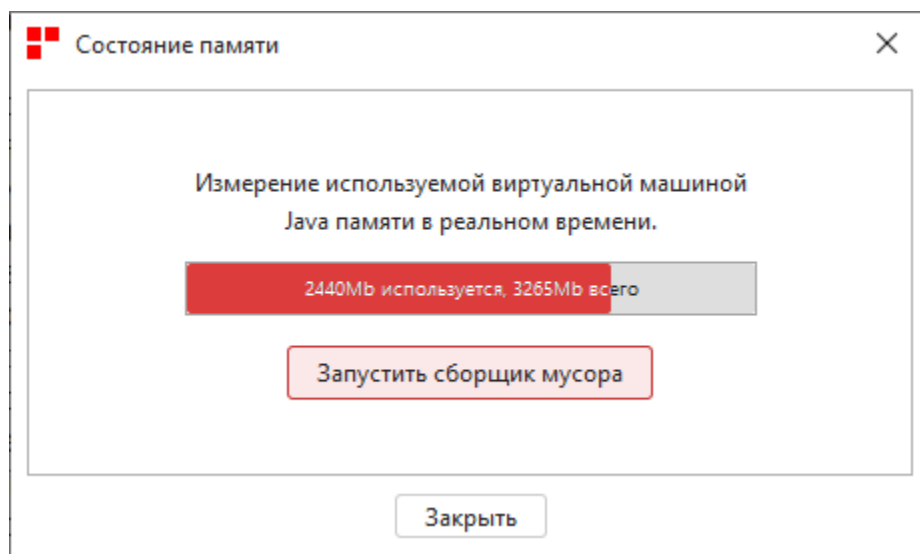 Состояние памяти
Измерение используемой виртуальной машиной
Java памяти в реальном времени.
2440Mb используется, 3265Mb всего
Запустить сборщик мусора
Закрыть